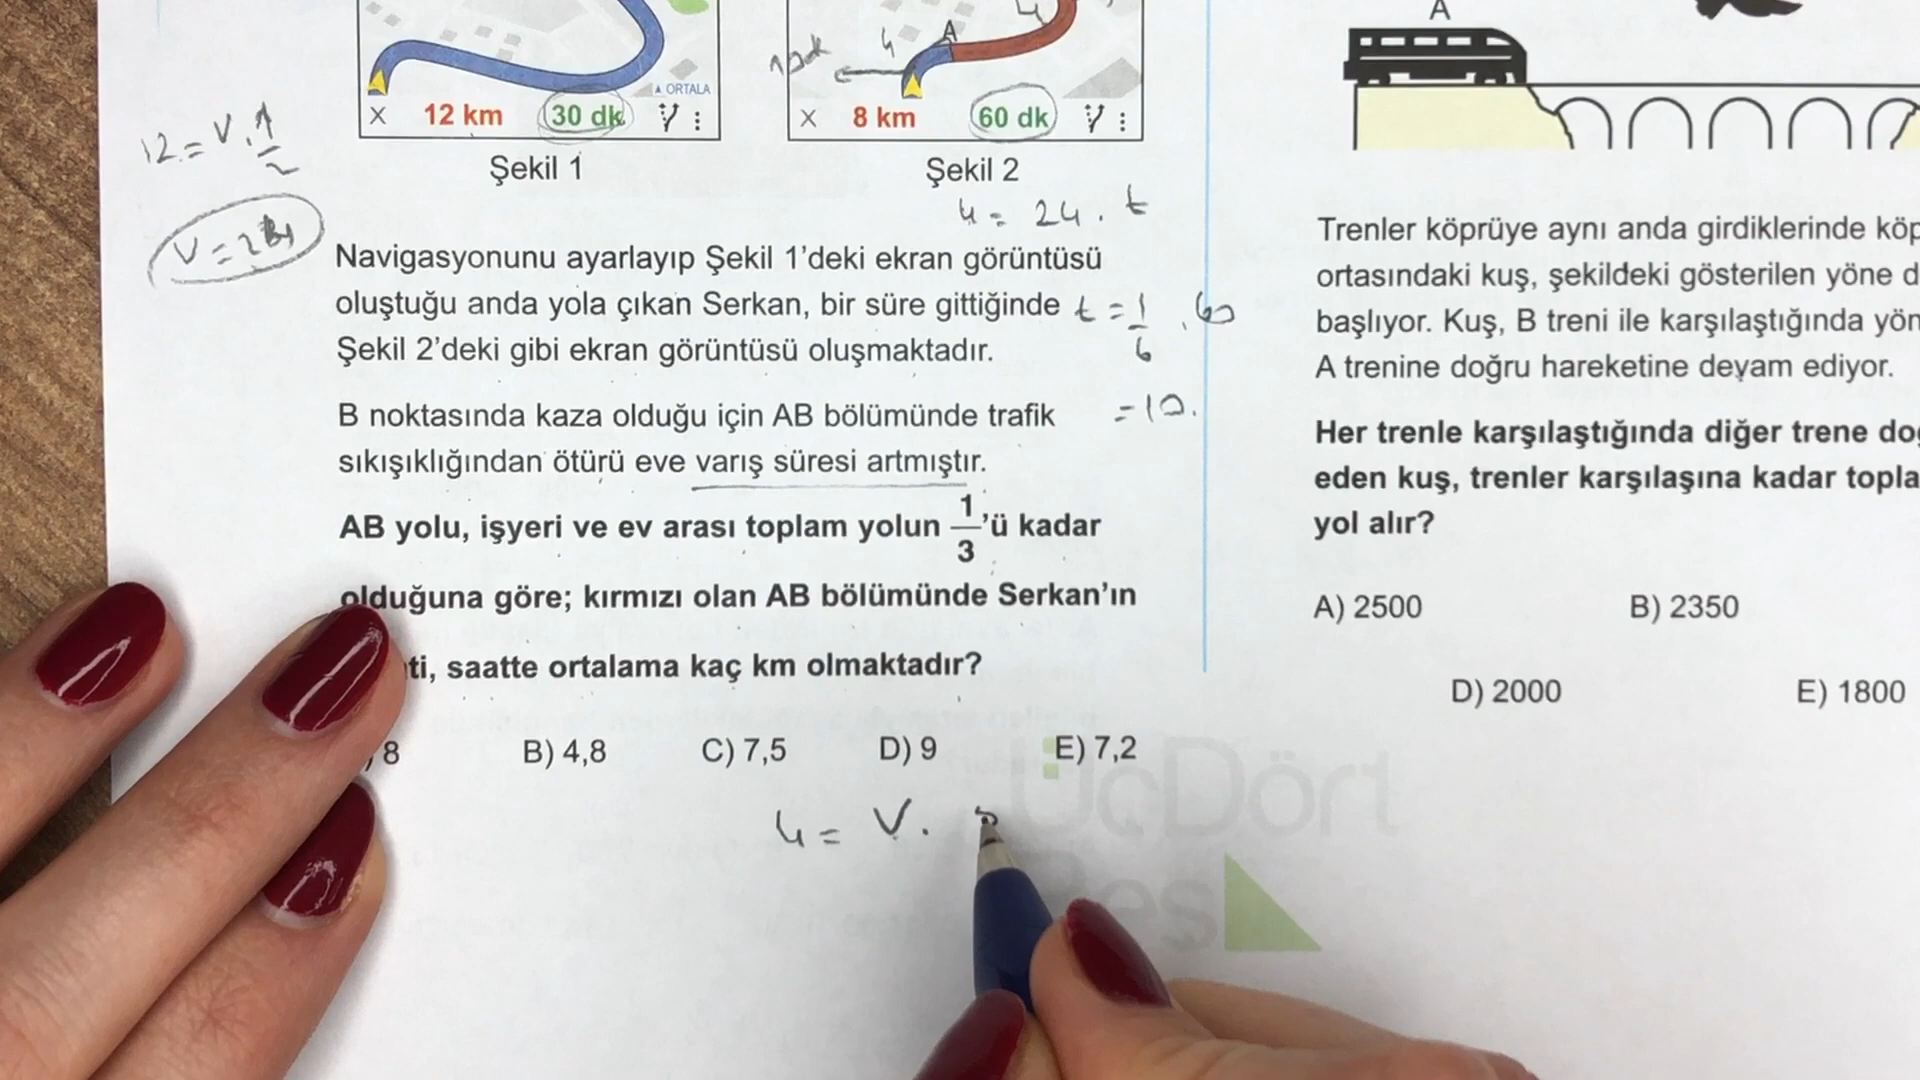 ORTALA
X 12 km 30 dk
Şekil 1
4
A
X 8 km 60 dk
Şekil 2
12 = V . 1/2
4 = 24 . t
Navigasyonunu ayarlayıp Şekil 1’deki ekran görüntüsü
oluştuğu anda yola çıkan Serkan, bir süre gittiğinde
Şekil 2’deki gibi ekran görüntüsü oluşmaktadır.
t = 1/6 . 60
= 10.
B noktasında kaza olduğu için AB bölümünde trafik
sıkışıklığından ötürü eve varış süresi artmıştır.
AB yolu, işyeri ve ev arası toplam yolun 1/3’ü kadar
olduğuna göre; kırmızı olan AB bölümünde Serkan’ın
ti, saatte ortalama kaç km olmaktadır?
8 B) 4,8 C) 7,5 D) 9 E) 7,2
4 = V .
ÜçDört
Beş
A
Trenler köprüye aynı anda girdiklerinde köp
ortasındaki kuş, şekildeki gösterilen yöne d
başlıyor. Kuş, B treni ile karşılaştığında yön
A trenine doğru hareketine devam ediyor.
Her trenle karşılaştığında diğer trene doğ
eden kuş, trenler karşılaşına kadar topla
yol alır?
A) 2500 B) 2350
D) 2000 E) 1800